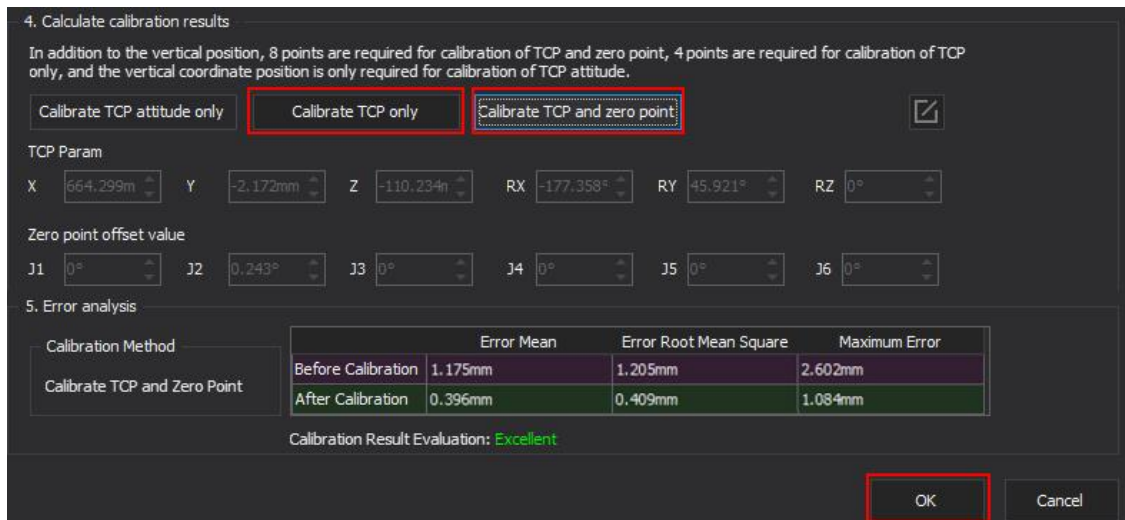 4. Calculate calibration results
In addition to the vertical position, 8 points are required for calibration of TCP and zero point, 4 points are required for calibration of TCP
only, and the vertical coordinate position is only required for calibration of TCP attitude.
Calibrate TCP attitude only Calibrate TCP only Calibrate TCP and zero point
TCP Param
X 664.299m Y -2.172mm Z -110.234n RX -177.358° RY 45.921° RZ 0°
Zero point offset value
J1 0° J2 0.243° J3 0° J4 0° J5 0° J6 0°
5. Error analysis
Calibration Method
Calibrate TCP and Zero Point
Error Mean Error Root Mean Square Maximum Error
Before Calibration 1.175mm 1.205mm 2.602mm
After Calibration 0.396mm 0.409mm 1.084mm
Calibration Result Evaluation: Excellent
OK Cancel